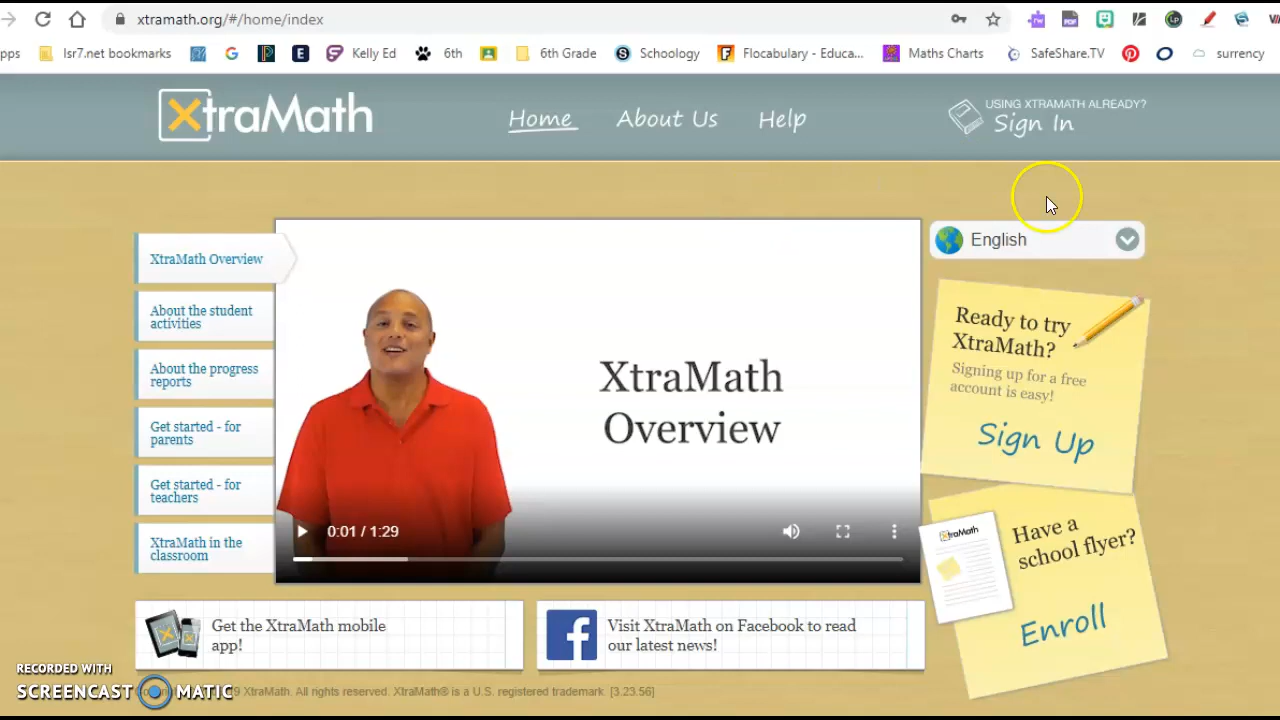 xtramath.org/#/home/index
lsr7.net bookmarks Kelly Ed 6th 6th Grade Schoology Flocabulary - Educa... Maths Charts SafeShare.TV surrency
XtraMath
Home About Us Help
USING XTRAMATH ALREADY?
Sign In
English
XtraMath Overview
About the student
activities
About the progress
reports
Get started - for
parents
Get started - for
teachers
XtraMath in the
classroom
XtraMath
Overview
0:01 / 1:29
Ready to try
XtraMath?
Signing up for a free
account is easy!
Sign Up
XtraMath
Have a
school flyer?
Enroll
Get the XtraMath mobile
app!
Visit XtraMath on Facebook to read
our latest news!
RECORDED WITH
SCREENCAST MATIC
XtraMath. All rights reserved. XtraMath® is a U.S. registered trademark. [3.23.56]